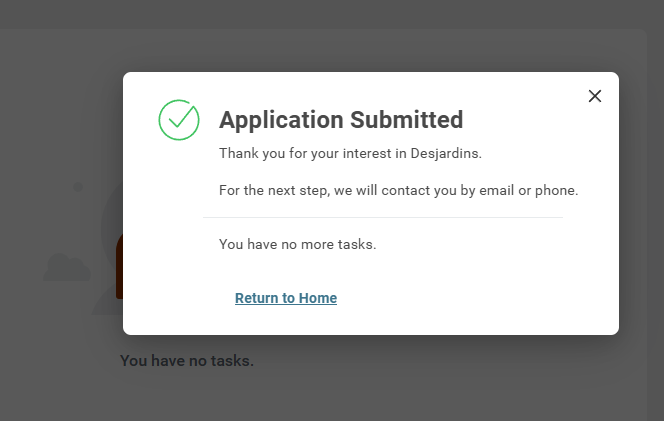 Application Submitted
Thank you for your interest in Desjardins.
For the next step, we will contact you by email or phone.
You have no more tasks.
Return to Home
You have no tasks.